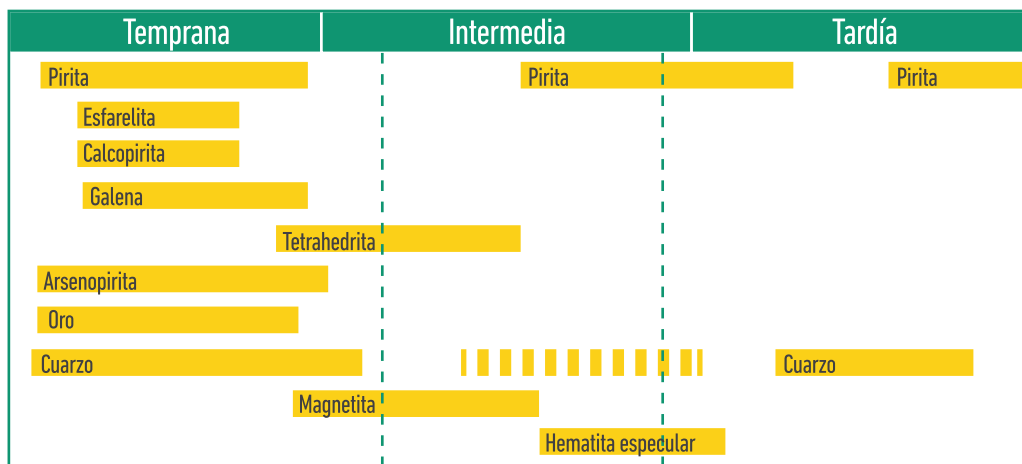 Temprana Intermedia Tardía
Pirita Pirita Pirita
Esfarelita
Calcopirita
Galena
Tetrahedrita
Arsenopirita
Oro
Cuarzo Cuarzo
Magnetita
Hematita especular